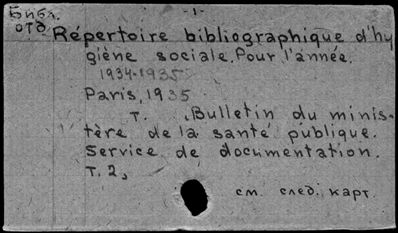 Библ. -1-
отд.
Répertoire bibliographique d'hy
giène sociale. Pour l'année.
1934-1935
Paris, 1935
т. . Bulletin du minis-
tère de la santé publique.
Service de documentation.
T. 2,
см. след. карт.